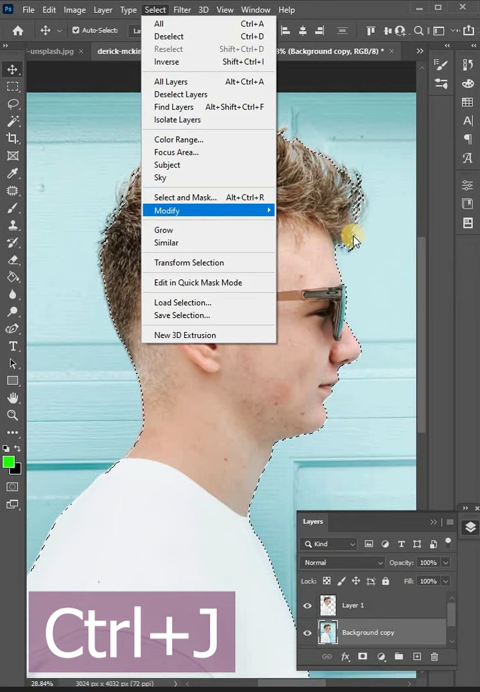 Ps File Edit Image Layer Type Select Filter 3D View Window Help
Auto-Select:
-unsplash.jpg × derick-mckin 8% (Background copy, RGB/8) * ×
All Ctrl+A
Deselect Ctrl+D
Reselect Shift+Ctrl+D
Inverse Shift+Ctrl+I
All Layers Alt+Ctrl+A
Deselect Layers
Find Layers Alt+Shift+Ctrl+F
Isolate Layers
Color Range...
Focus Area...
Subject
Sky
Select and Mask... Alt+Ctrl+R
Modify
Grow
Similar
Transform Selection
Edit in Quick Mask Mode
Load Selection...
Save Selection...
New 3D Extrusion
Layers
Kind
Normal Opacity: 100%
Lock: Fill: 100%
Layer 1
Background copy
fx
Ctrl+J
28.84% 3024 px x 4032 px (72 ppi)